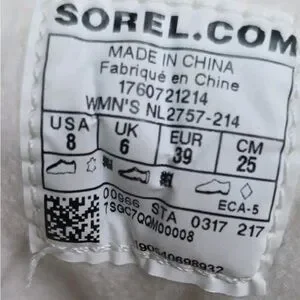 SOREL.COM
MADE IN CHINA
Fabriqué en Chine
1760721214
WMN'S NL2757-214
USA UK EUR CM
8 6 39 25
ECA-5
00966 STA 0317 217
1SGC7QQM00008